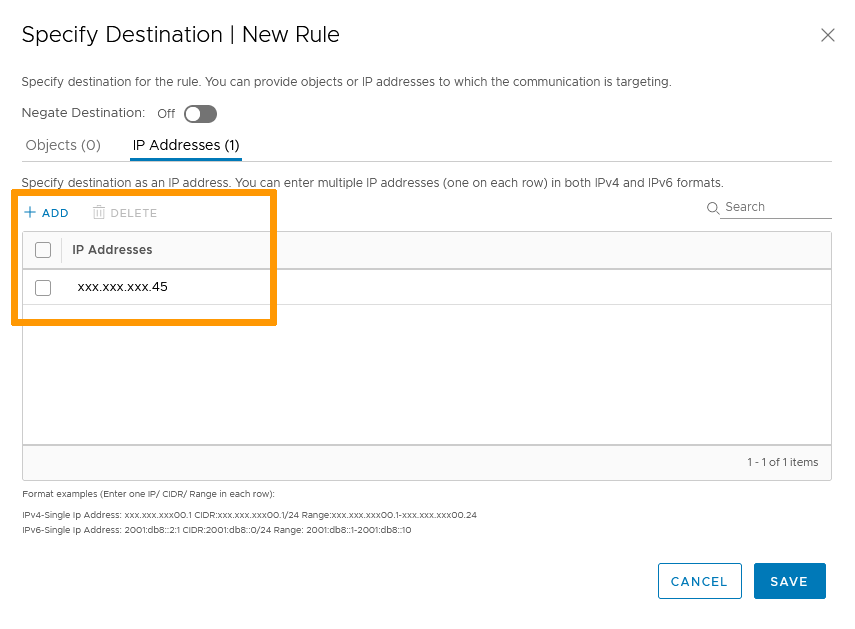 Specify Destination | New Rule
Specify destination for the rule. You can provide objects or IP addresses to which the communication is targeting.
Negate Destination: Off
Objects (0) IP Addresses (1)
Specify destination as an IP address. You can enter multiple IP addresses (one on each row) in both IPv4 and IPv6 formats.
+ ADD DELETE Search
IP Addresses
xxx.xxx.xxx.45
1 - 1 of 1 items
Format examples (Enter one IP/ CIDR/ Range in each row):
IPv4-Single Ip Address: xxx.xxx.xxx00.1 CIDR:xxx.xxx.xxx00.1/24 Range:xxx.xxx.xxx00.1-xxx.xxx.xxx00.24
IPv6-Single Ip Address: 2001:db8::2:1 CIDR:2001:db8::0/24 Range: 2001:db8::1-2001:db8::10
CANCEL SAVE